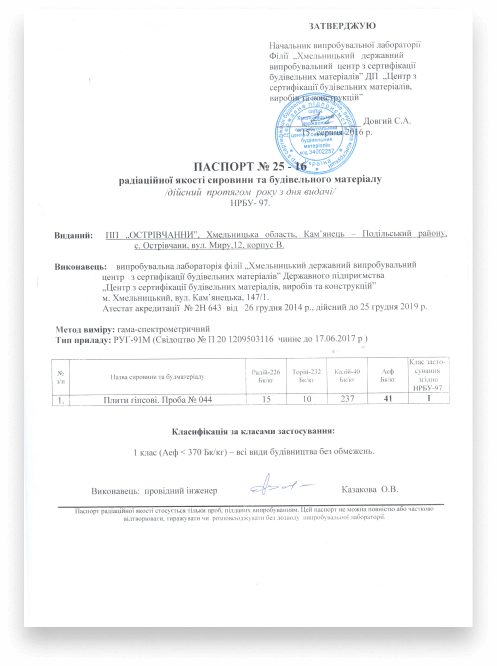 ЗАТВЕРДЖУЮ
Начальник випробувальної лабораторії
Філії „Хмельницький державний
випробувальний центр з сертифікації
будівельних матеріалів” ДП „Центр з
сертифікації будівельних матеріалів,
виробів та конструкцій”
Довгий С.А.
серпня 2016 р.
ПАСПОРТ № 25 - 16
радіаційної якості сировини та будівельного матеріалу
/дійсний протягом року з дня видачі/
НРБУ- 97.
Виданий: ПП „ОСТРІВЧАННИ”, Хмельницька область, Кам’янець – Подільський району,
с. Острівчани, вул. Миру,12, корпус В.
Виконавець: випробувальна лабораторія філії „Хмельницький державний випробувальний
центр з сертифікації будівельних матеріалів” Державного підприємства
„Центр з сертифікації будівельних матеріалів, виробів та конструкцій”
м. Хмельницький, вул. Кам’янецька, 147/1.
Атестат акредитації № 2Н 643 від 26 грудня 2014 р., дійсний до 25 грудня 2019 р.
Метод виміру: гама-спектрометричний
Тип приладу: РУГ-91М (Свідоцтво № П 20 1209503116 чинне до 17.06.2017 р )
№ з/п Назва сировини та будматеріалу Радій-226 Бк/кг Торій-232 Бк/кг Калій-40 Бк/кг Аеф Бк/кг Клас засто-сування згідно НРБУ-97
1. Плити гіпсові. Проба № 044 15 10 237 41 I
Класифікація за класами застосування:
1 клас (Аеф < 370 Бк/кг) – всі види будівництва без обмежень.
Виконавець: провідний інженер Казакова О.В.
Паспорт радіаційної якості стосується тільки проб, підданих випробуванням. Цей паспорт не можна повністю або частково
відтворювати, тиражувати чи розповсюджувати без дозволу випробувальної лабораторії.